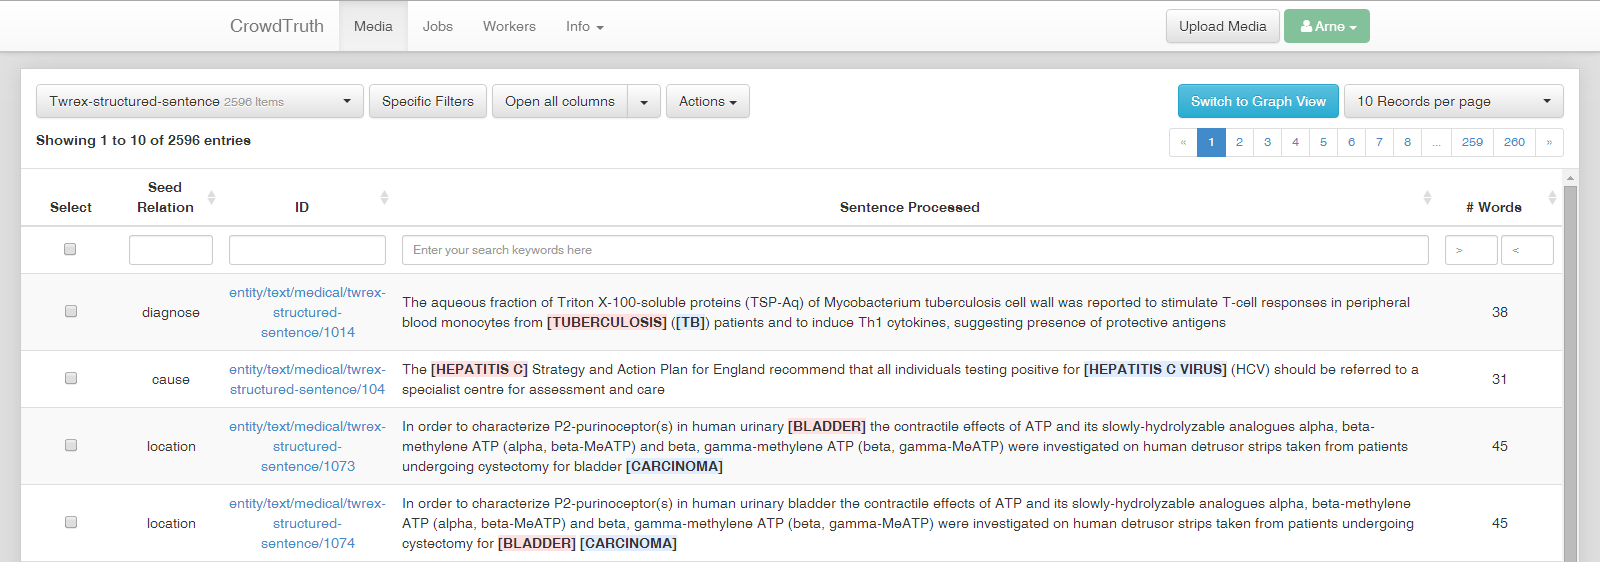 CrowdTruth Media Jobs Workers Info Upload Media Arne
Twrex-structured-sentence 2596 Items Specific Filters Open all columns Actions Switch to Graph View 10 Records per page
Showing 1 to 10 of 2596 entries « 1 2 3 4 5 6 7 8 ... 259 260 »
Select Seed Relation ID Sentence Processed # Words
Enter your search keywords here > <
diagnose
entity/text/medical/twrex-
structured-
sentence/1014
The aqueous fraction of Triton X-100-soluble proteins (TSP-Aq) of Mycobacterium tuberculosis cell wall was reported to stimulate T-cell responses in peripheral
blood monocytes from [TUBERCULOSIS] ([TB]) patients and to induce Th1 cytokines, suggesting presence of protective antigens
38
cause
entity/text/medical/twrex-
structured-sentence/104
The [HEPATITIS C] Strategy and Action Plan for England recommend that all individuals testing positive for [HEPATITIS C VIRUS] (HCV) should be referred to a
specialist centre for assessment and care
31
location
entity/text/medical/twrex-
structured-
sentence/1073
In order to characterize P2-purinoceptor(s) in human urinary [BLADDER] the contractile effects of ATP and its slowly-hydrolyzable analogues alpha, beta-
methylene ATP (alpha, beta-MeATP) and beta, gamma-methylene ATP (beta, gamma-MeATP) were investigated on human detrusor strips taken from patients
undergoing cystectomy for bladder [CARCINOMA]
45
location
entity/text/medical/twrex-
structured-
sentence/1074
In order to characterize P2-purinoceptor(s) in human urinary bladder the contractile effects of ATP and its slowly-hydrolyzable analogues alpha, beta-methylene
ATP (alpha, beta-MeATP) and beta, gamma-methylene ATP (beta, gamma-MeATP) were investigated on human detrusor strips taken from patients undergoing
cystectomy for [BLADDER] [CARCINOMA]
45